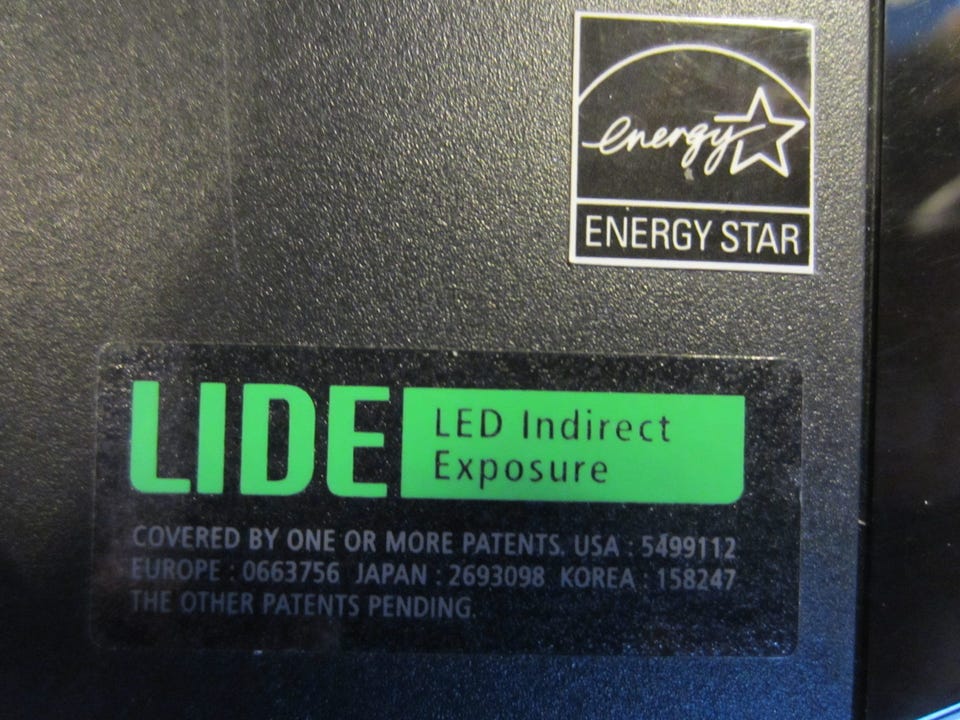 energy
ENERGY STAR
LIDE
LED Indirect
Exposure
COVERED BY ONE OR MORE PATENTS. USA : 5499112
EUROPE : 0663756 JAPAN : 2693098 KOREA : 158247
THE OTHER PATENTS PENDING.